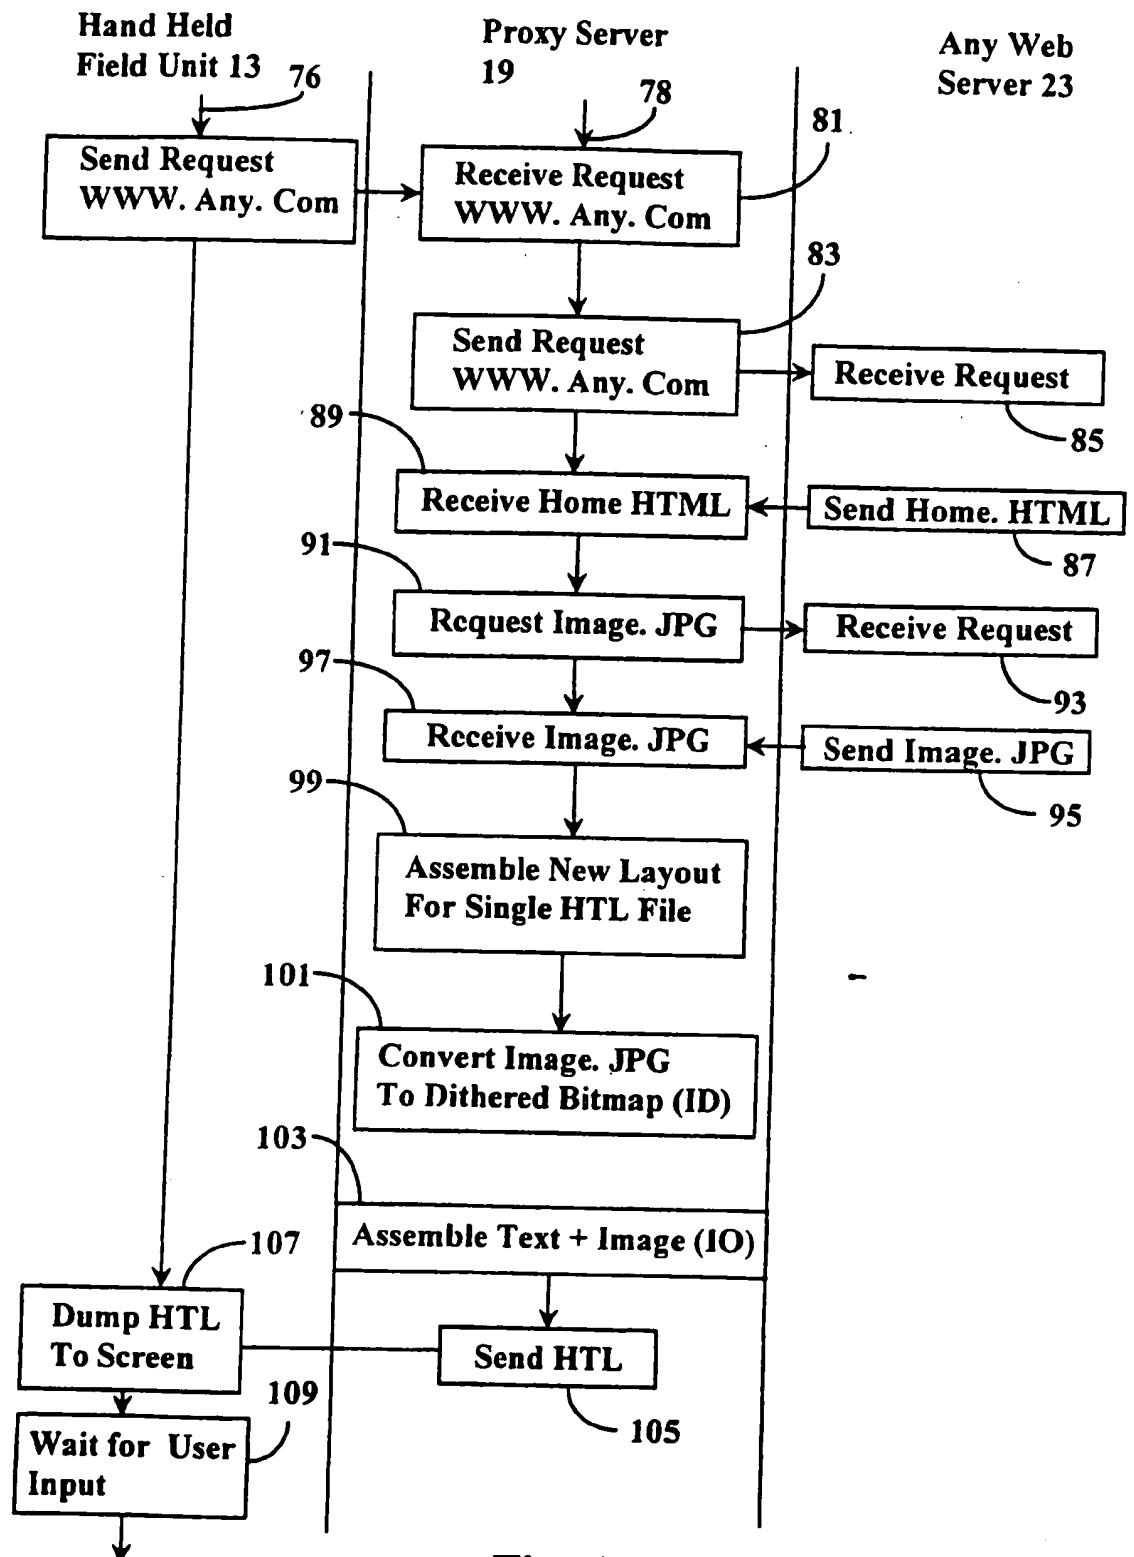 Hand Held
Field Unit 13
76
Proxy Server
19
78
Any Web
Server 23
81
Send Request
WWW. Any. Com
Receive Request
WWW. Any. Com
83
Send Request
WWW. Any. Com
Receive Request
85
89
Receive Home HTML
Send Home. HTML
87
91
Request Image. JPG
Receive Request
93
97
Receive Image. JPG
Send Image. JPG
95
99
Assemble New Layout
For Single HTL File
101
Convert Image. JPG
To Dithered Bitmap (ID)
103
Assemble Text + Image (IO)
107
Dump HTL
To Screen
Send HTL
105
109
Wait for User
Input